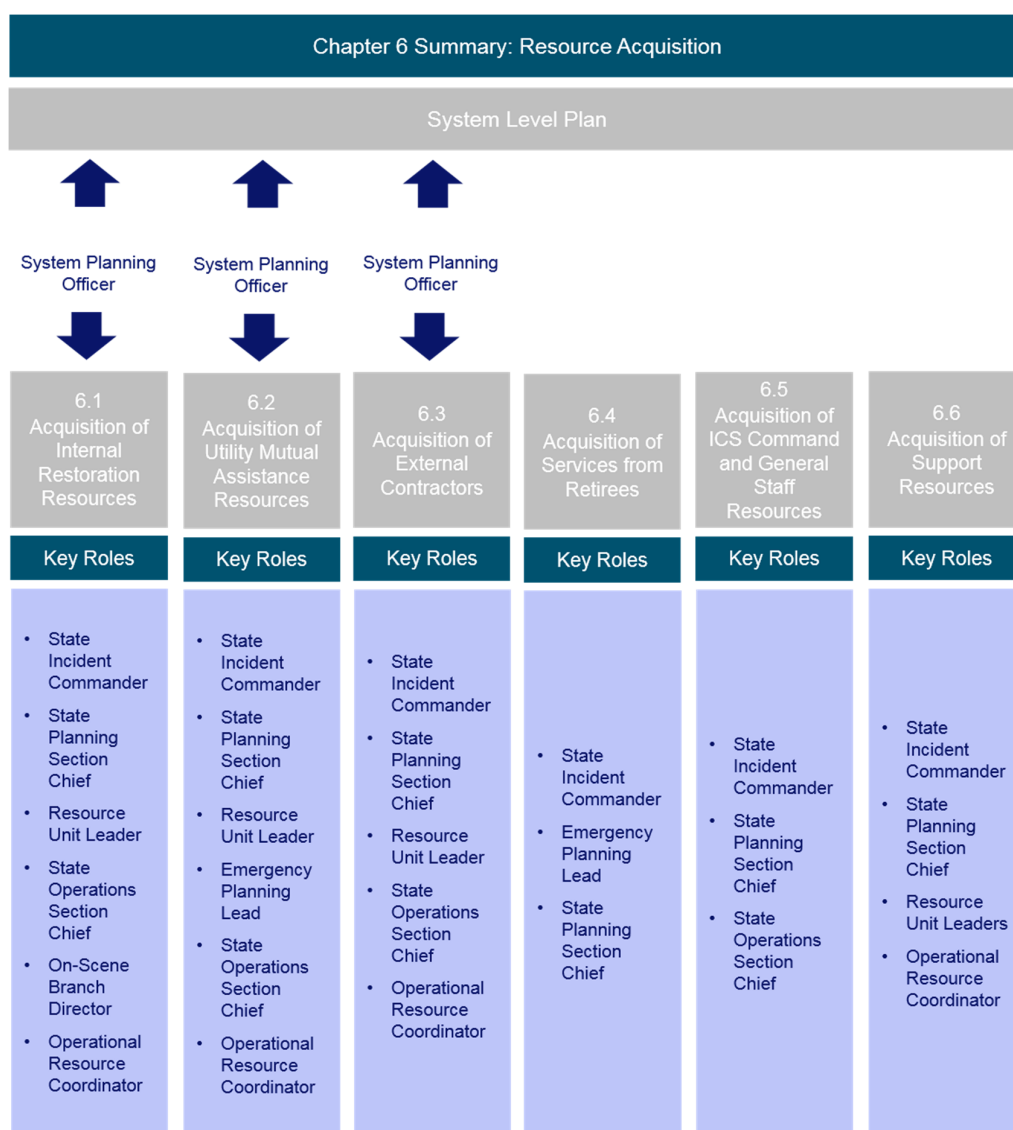 Chapter 6 Summary: Resource Acquisition
System Level Plan
System Planning
Officer
System Planning
Officer
System Planning
Officer
6.1
Acquisition of
Internal
Restoration
Resources
6.2
Acquisition of
Utility Mutual
Assistance
Resources
6.3
Acquisition of
External
Contractors
6.4
Acquisition of
Services from
Retirees
6.5
Acquisition of
ICS Command
and General
Staff
Resources
6.6
Acquisition of
Support
Resources
Key Roles
Key Roles
Key Roles
Key Roles
Key Roles
Key Roles
• State
Incident
Commander
• State
Planning
Section
Chief
• Resource
Unit Leader
• State
Operations
Section
Chief
• On-Scene
Branch
Director
• Operational
Resource
Coordinator
• State
Incident
Commander
• State
Planning
Section
Chief
• Resource
Unit Leader
• Emergency
Planning
Lead
• State
Operations
Section
Chief
• Operational
Resource
Coordinator
• State
Incident
Commander
• State
Planning
Section
Chief
• Resource
Unit Leader
• State
Operations
Section
Chief
• Operational
Resource
Coordinator
• State
Incident
Commander
• Emergency
Planning
Lead
• State
Planning
Section
Chief
• State
Incident
Commander
• State
Planning
Section
Chief
• State
Operations
Section
Chief
• State
Incident
Commander
• State
Planning
Section
Chief
• Resource
Unit Leaders
• Operational
Resource
Coordinator